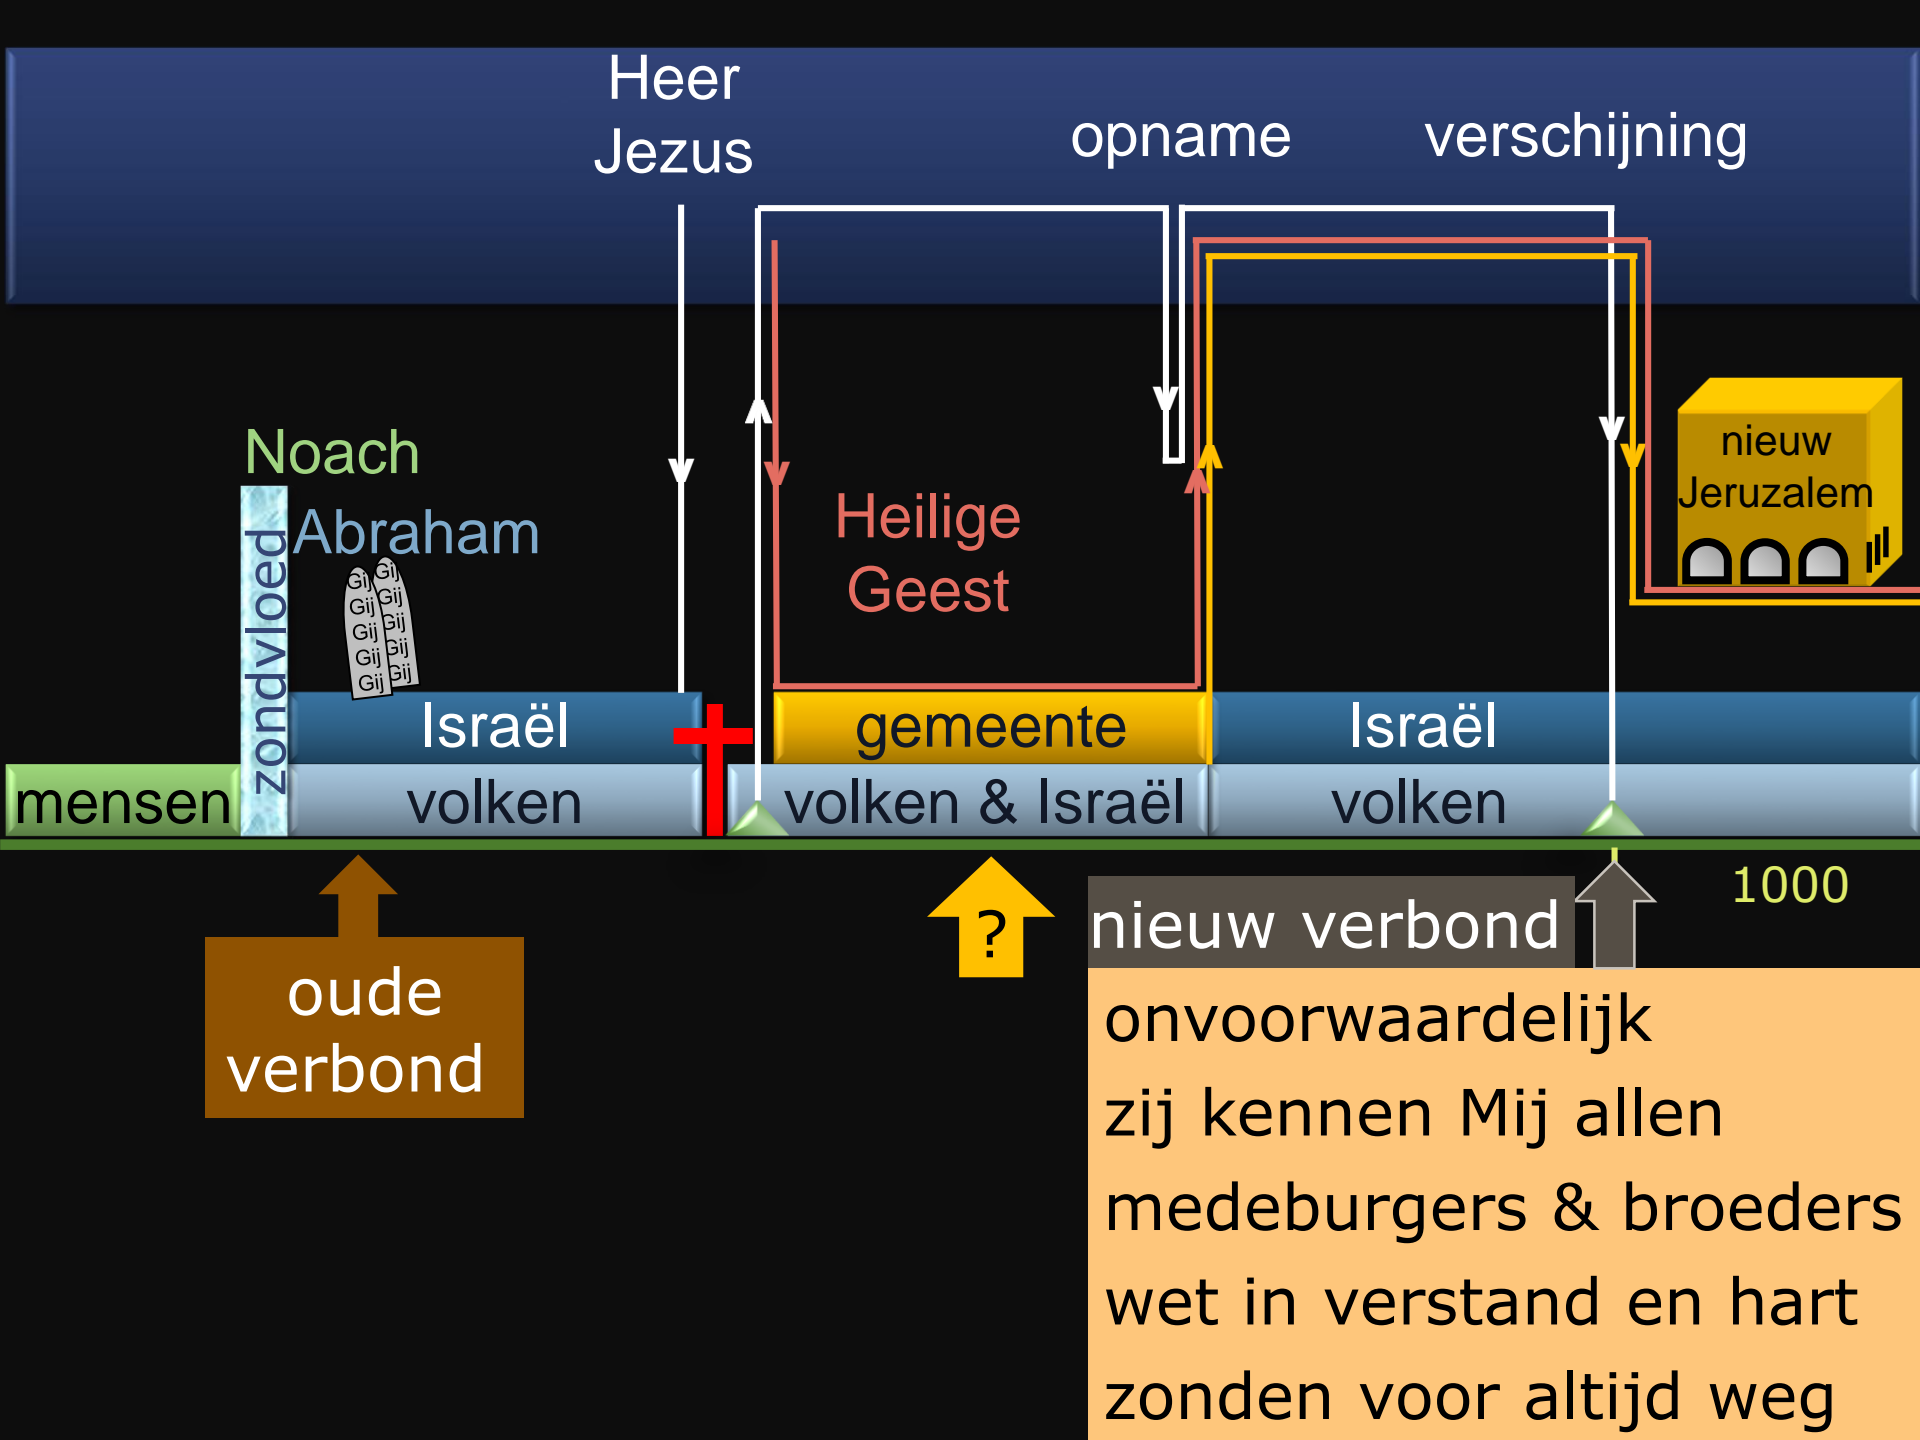 Heer
Jezus
opname
verschijning
Noach
Abraham
zondvloed
Gij
Gij
Gij
Gij
Gij
Gij
Gij
Gij
Gij
Gij
Heilige
Geest
nieuw
Jeruzalem
Israël
gemeente
Israël
mensen
volken
volken & Israël
volken
1000
?
oude
verbond
nieuw verbond
onvoorwaardelijk
zij kennen Mij allen
medeburgers & broeders
wet in verstand en hart
zonden voor altijd weg